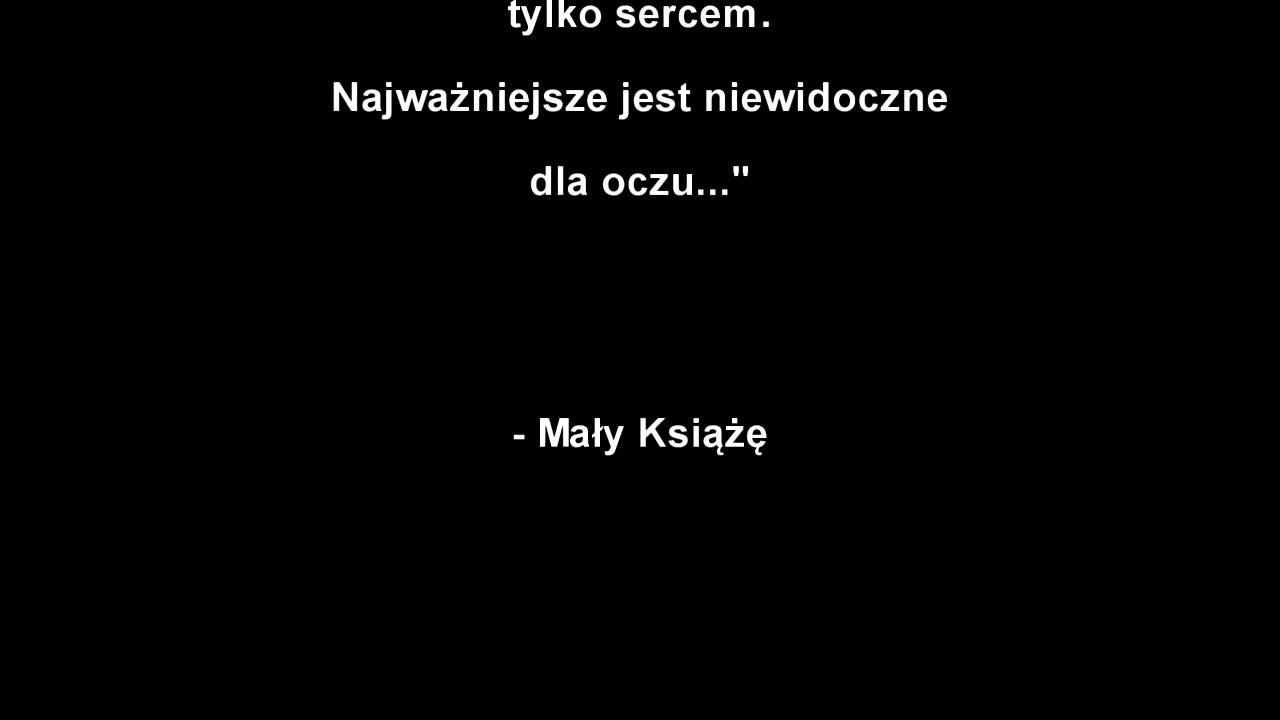 tylko sercem.
Najważniejsze jest niewidoczne
dla oczu..."
- Mały Książę